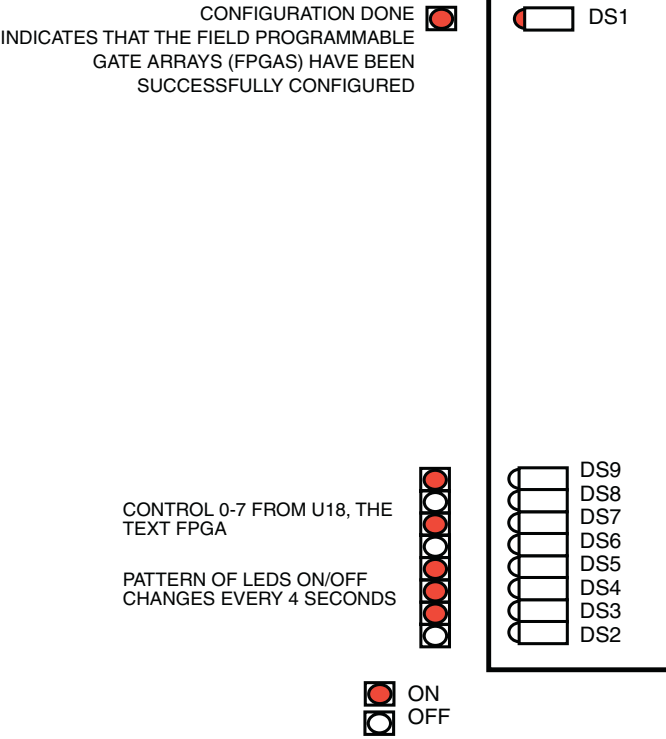 CONFIGURATION DONE
INDICATES THAT THE FIELD PROGRAMMABLE
GATE ARRAYS (FPGAS) HAVE BEEN
SUCCESSFULLY CONFIGURED
DS1
DS9
DS8
DS7
DS6
DS5
DS4
DS3
DS2
CONTROL 0-7 FROM U18, THE
TEXT FPGA
PATTERN OF LEDS ON/OFF
CHANGES EVERY 4 SECONDS
ON
OFF